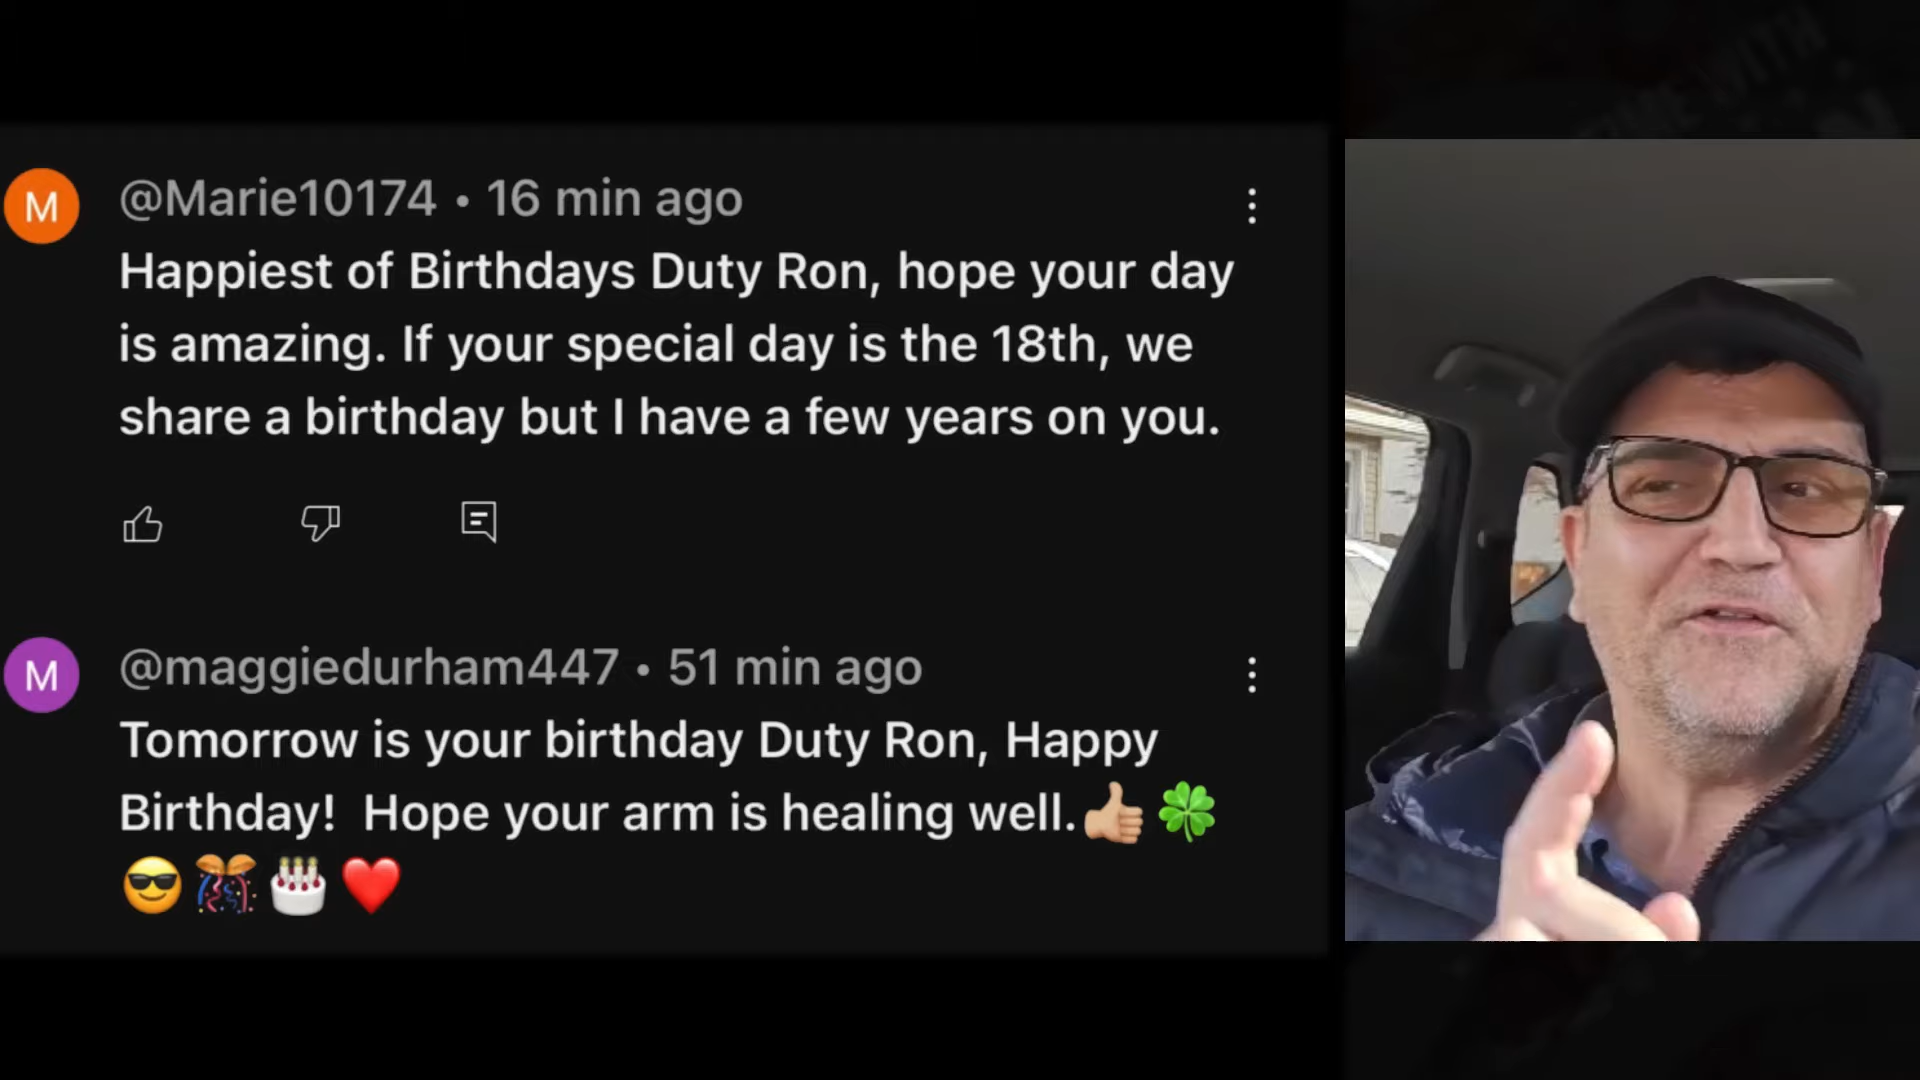 @Marie10174 • 16 min ago
Happiest of Birthdays Duty Ron, hope your day
is amazing. If your special day is the 18th, we
share a birthday but I have a few years on you.
@maggiedurham447 • 51 min ago
Tomorrow is your birthday Duty Ron, Happy
Birthday!  Hope your arm is healing well.👍🏼🍀
😎🎊🎂❤️
M
M
WITH